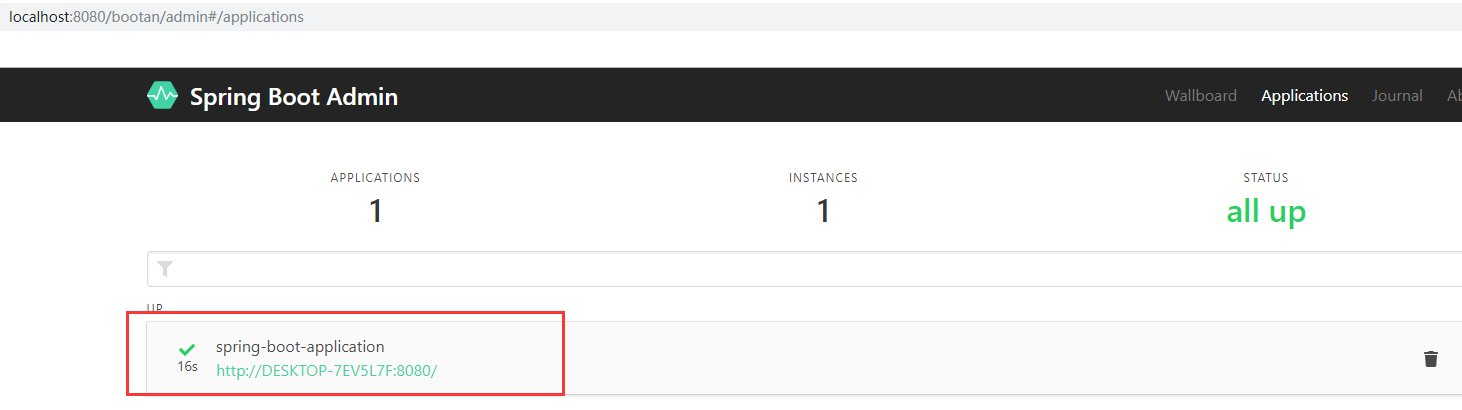 localhost:8080/bootan/admin#/applications
Spring Boot Admin
Wallboard Applications Journal Ab
APPLICATIONS INSTANCES STATUS
1 1 all up
UP
spring-boot-application
16s
http://DESKTOP-7EV5L7F:8080/